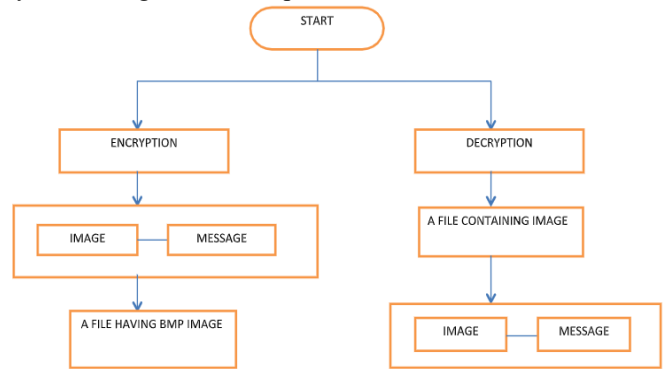 START
ENCRYPTION
DECRYPTION
IMAGE
MESSAGE
A FILE CONTAINING IMAGE
A FILE HAVING BMP IMAGE
IMAGE
MESSAGE